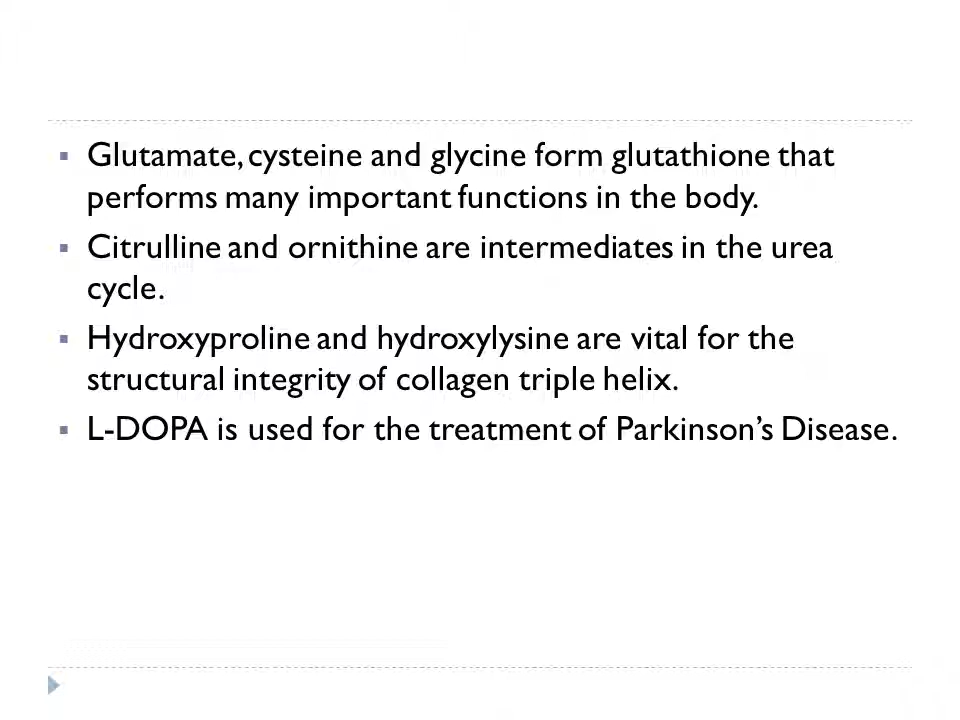 ▪ Glutamate, cysteine and glycine form glutathione that
performs many important functions in the body.
▪ Citrulline and ornithine are intermediates in the urea
cycle.
▪ Hydroxyproline and hydroxylysine are vital for the
structural integrity of collagen triple helix.
▪ L-DOPA is used for the treatment of Parkinson’s Disease.